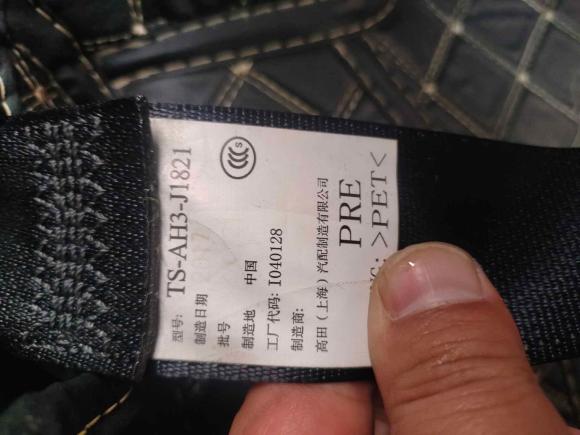 型号: TS-AH3-J1821
制造日期
批号
制造地 中国
工厂代码: I040128
制造商:
高田（上海）汽配制造有限公司
PRE
>PET<
S